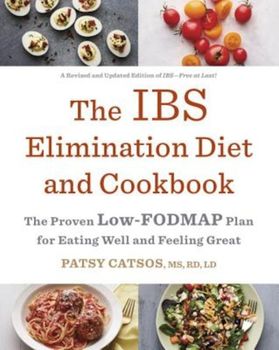 A Revised and Updated Edition of IBS—Free at Last!
The IBS
Elimination Diet
and Cookbook
The Proven Low-FODMAP Plan
for Eating Well and Feeling Great
PATSY CATSOS, MS, RD, LD